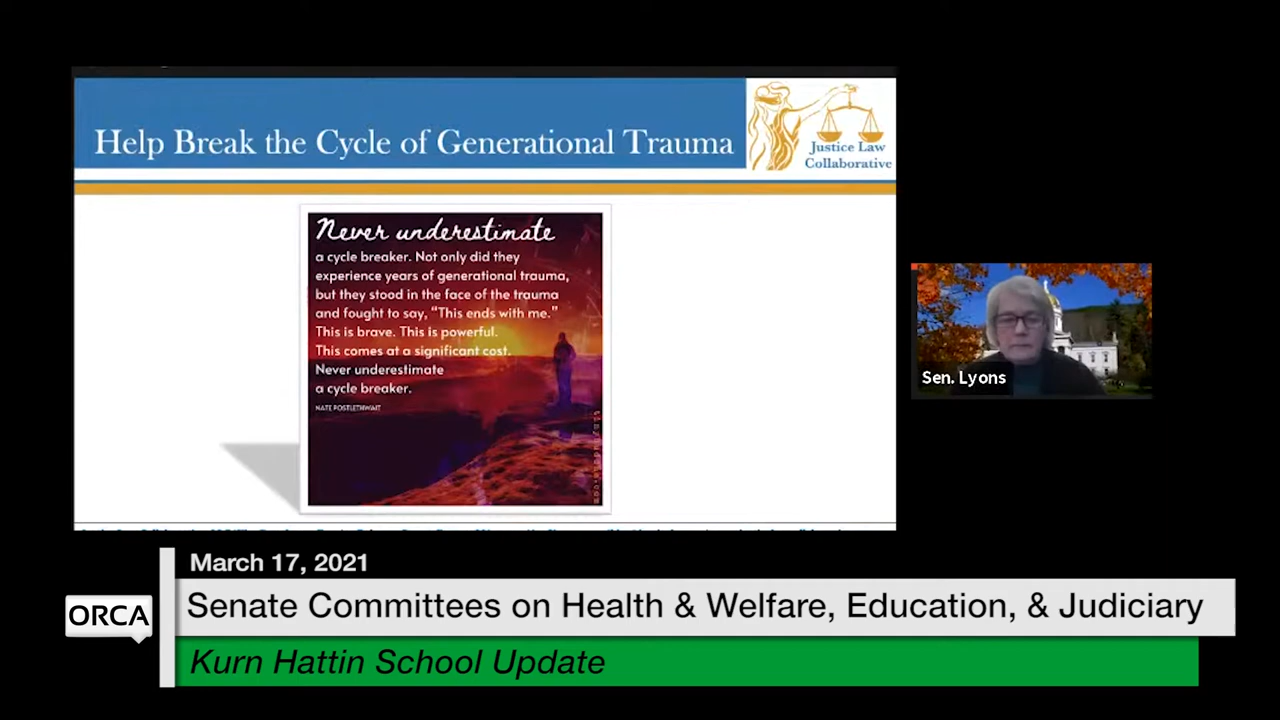 Help Break the Cycle of Generational Trauma
Justice Law
Collaborative
Never underestimate
a cycle breaker. Not only did they
experience years of generational trauma,
but they stood in the face of the trauma
and fought to say, “This ends with me.”
This is brave. This is powerful.
This comes at a significant cost.
Never underestimate
a cycle breaker.
NATE POSTLETHWAIT
Sen. Lyons
March 17, 2021
ORCA
Senate Committees on Health & Welfare, Education, & Judiciary
Kurn Hattin School Update